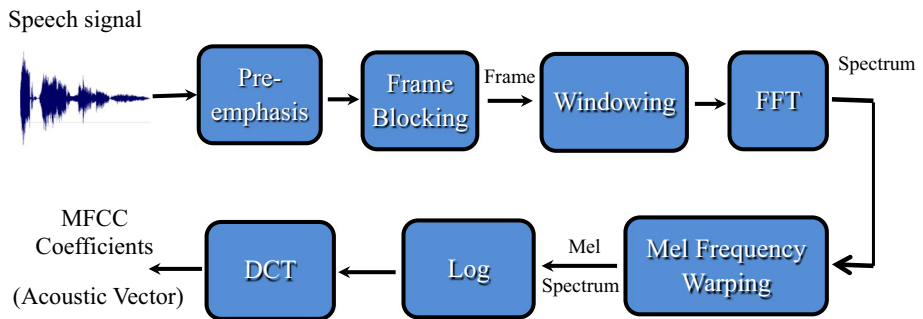 Speech signal
Pre-
emphasis
Frame
Blocking
Frame
Windowing
FFT
Spectrum
Mel Frequency
Warping
Mel
Spectrum
Log
DCT
MFCC
Coefficients
(Acoustic Vector)